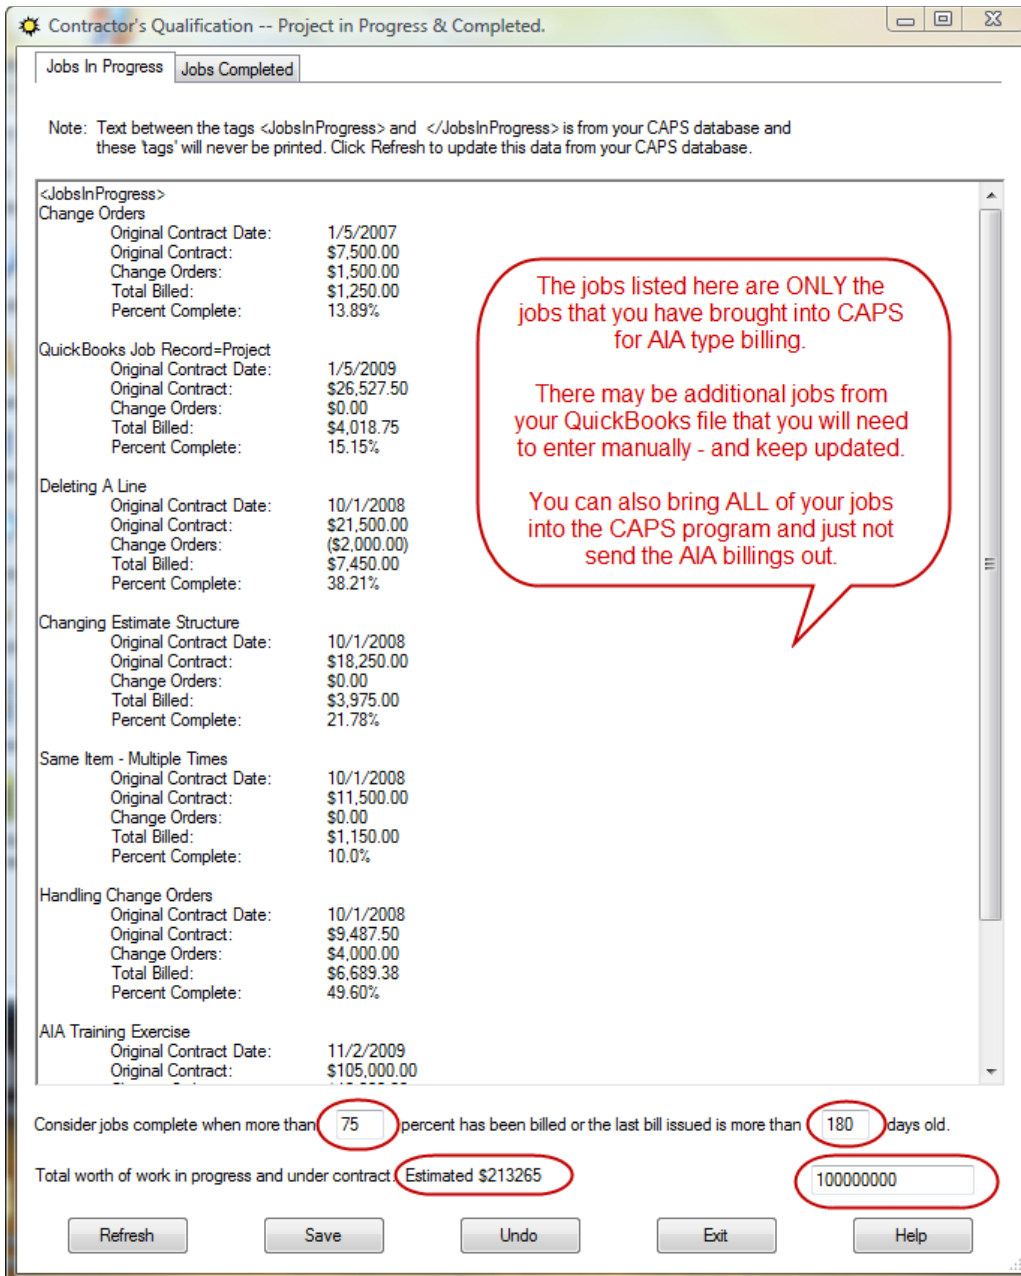 Contractor's Qualification -- Project in Progress & Completed.
Jobs In Progress Jobs Completed
Note: Text between the tags <JobsInProgress> and </JobsInProgress> is from your CAPS database and
these 'tags' will never be printed. Click Refresh to update this data from your CAPS database.
<JobsInProgress>
Change Orders
Original Contract Date: 1/5/2007
Original Contract: $7,500.00
Change Orders: $1,500.00
Total Billed: $1,250.00
Percent Complete: 13.89%
QuickBooks Job Record=Project
Original Contract Date: 1/5/2009
Original Contract: $26,527.50
Change Orders: $0.00
Total Billed: $4,018.75
Percent Complete: 15.15%
Deleting A Line
Original Contract Date: 10/1/2008
Original Contract: $21,500.00
Change Orders: ($2,000.00)
Total Billed: $7,450.00
Percent Complete: 38.21%
Changing Estimate Structure
Original Contract Date: 10/1/2008
Original Contract: $18,250.00
Change Orders: $0.00
Total Billed: $3,975.00
Percent Complete: 21.78%
Same Item - Multiple Times
Original Contract Date: 10/1/2008
Original Contract: $11,500.00
Change Orders: $0.00
Total Billed: $1,150.00
Percent Complete: 10.0%
Handling Change Orders
Original Contract Date: 10/1/2008
Original Contract: $9,487.50
Change Orders: $4,000.00
Total Billed: $6,689.38
Percent Complete: 49.60%
AIA Training Exercise
Original Contract Date: 11/2/2009
Original Contract: $105,000.00
The jobs listed here are ONLY the
jobs that you have brought into CAPS
for AIA type billing.
There may be additional jobs from
your QuickBooks file that you will need
to enter manually - and keep updated.
You can also bring ALL of your jobs
into the CAPS program and just not
send the AIA billings out.
Consider jobs complete when more than 75 percent has been billed or the last bill issued is more than 180 days old.
Total worth of work in progress and under contract. Estimated $213265 100000000
Refresh Save Undo Exit Help